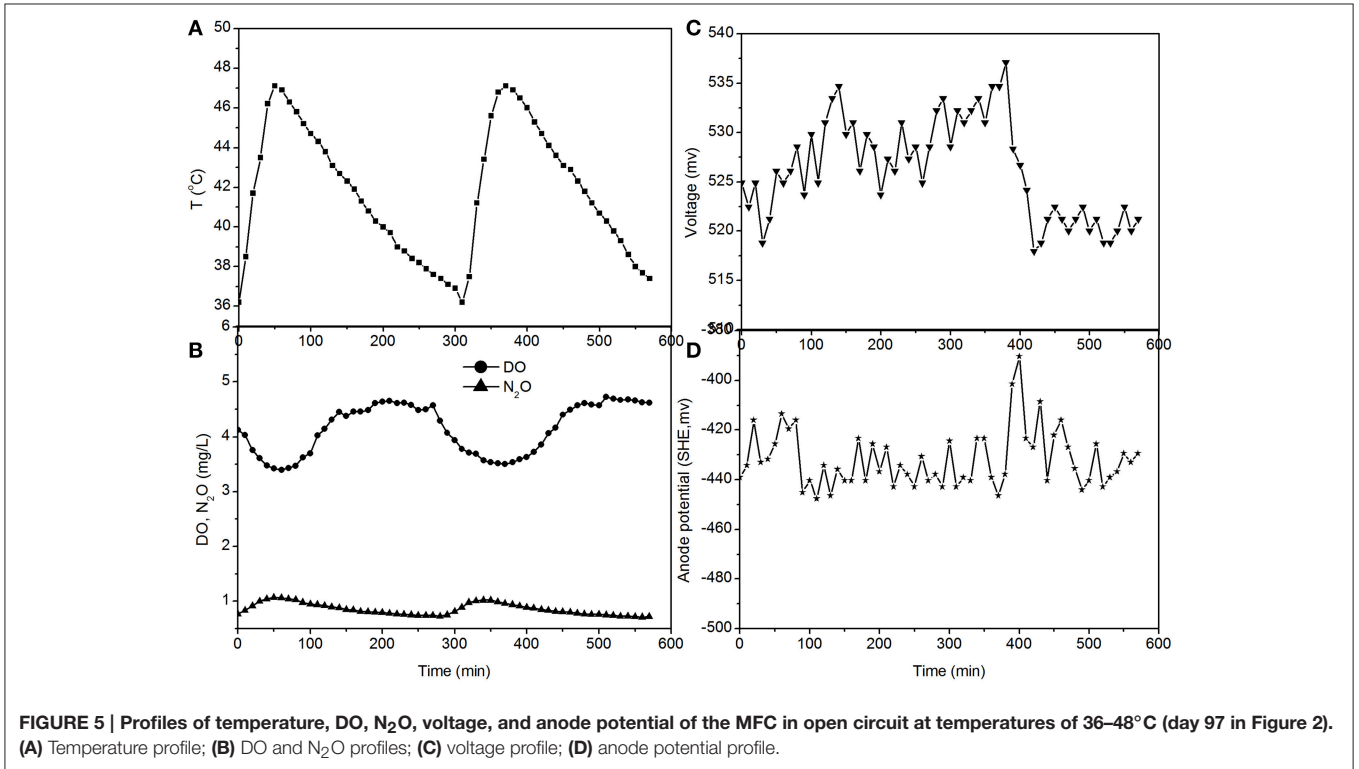 A
50
48
46
44
42
40
38
36
6
T (°C)
0 100 200 300 400 500 600
B
DO
N2O
5
4
3
2
1
DO, N2O (mg/L)
0 100 200 300 400 500 600
Time (min)
C
540
535
530
525
520
515
510
Voltage (mv)
0 100 200 300 400 500 600
D
-380
-400
-420
-440
-460
-480
-500
Anode potential (SHE,mv)
0 100 200 300 400 500 600
Time (min)
FIGURE 5 | Profiles of temperature, DO, N2O, voltage, and anode potential of the MFC in open circuit at temperatures of 36–48°C (day 97 in Figure 2).
(A) Temperature profile; (B) DO and N2O profiles; (C) voltage profile; (D) anode potential profile.